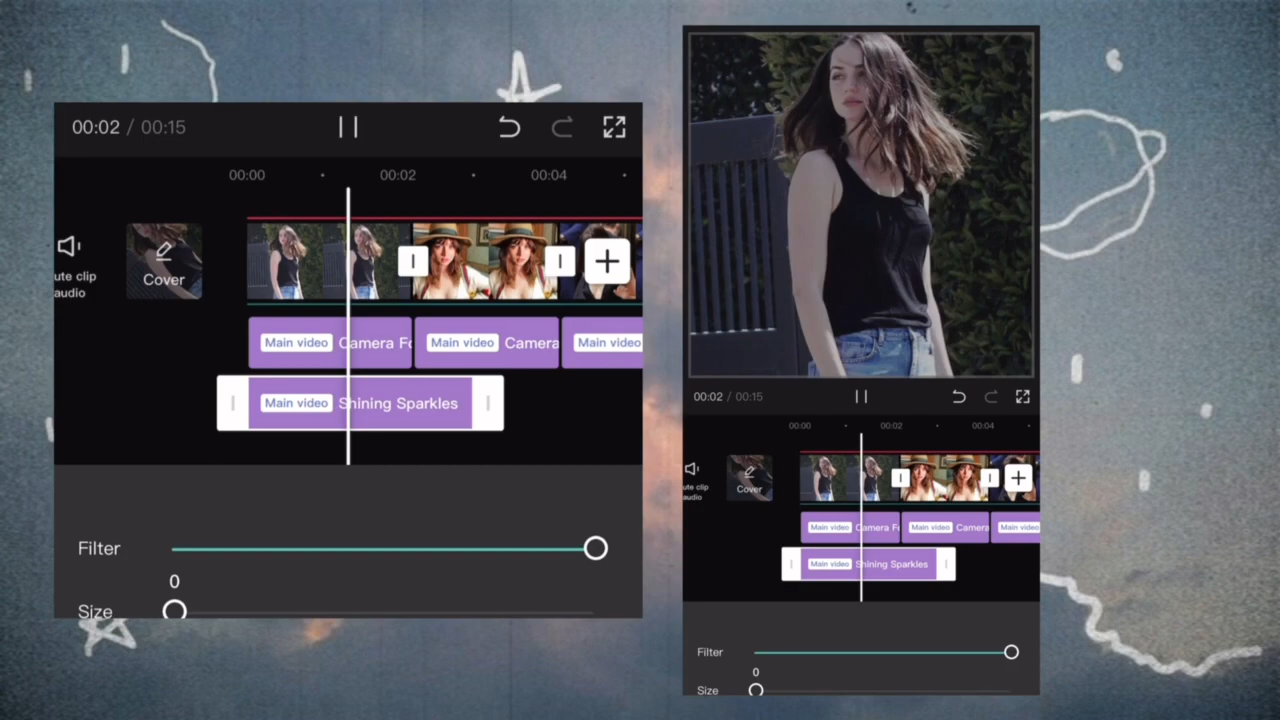 00:02 / 00:15
00:00
00:02
00:04
ute clip
audio
Cover
Main video Camera Fo
Main video Camera
Main video
Main video Shining Sparkles
Filter
0
Size
00:02 / 00:15
00:00
00:02
00:04
ute clip
audio
Cover
Main video Camera Fo
Main video Camera
Main video
Main video Shining Sparkles
Filter
0
Size